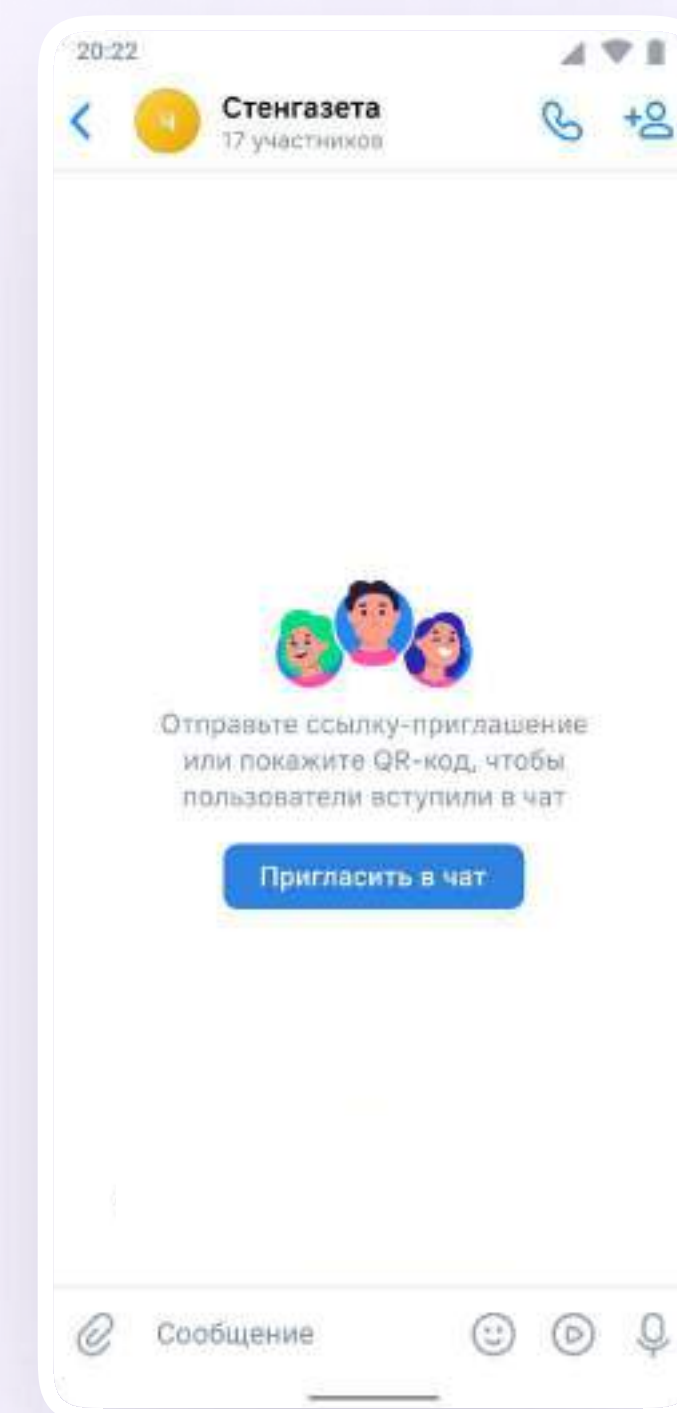 20:22
Ч
Стенгазета
17 участников
Отправьте ссылку-приглашение
или покажите QR-код, чтобы
пользователи вступили в чат
Пригласить в чат
Сообщение